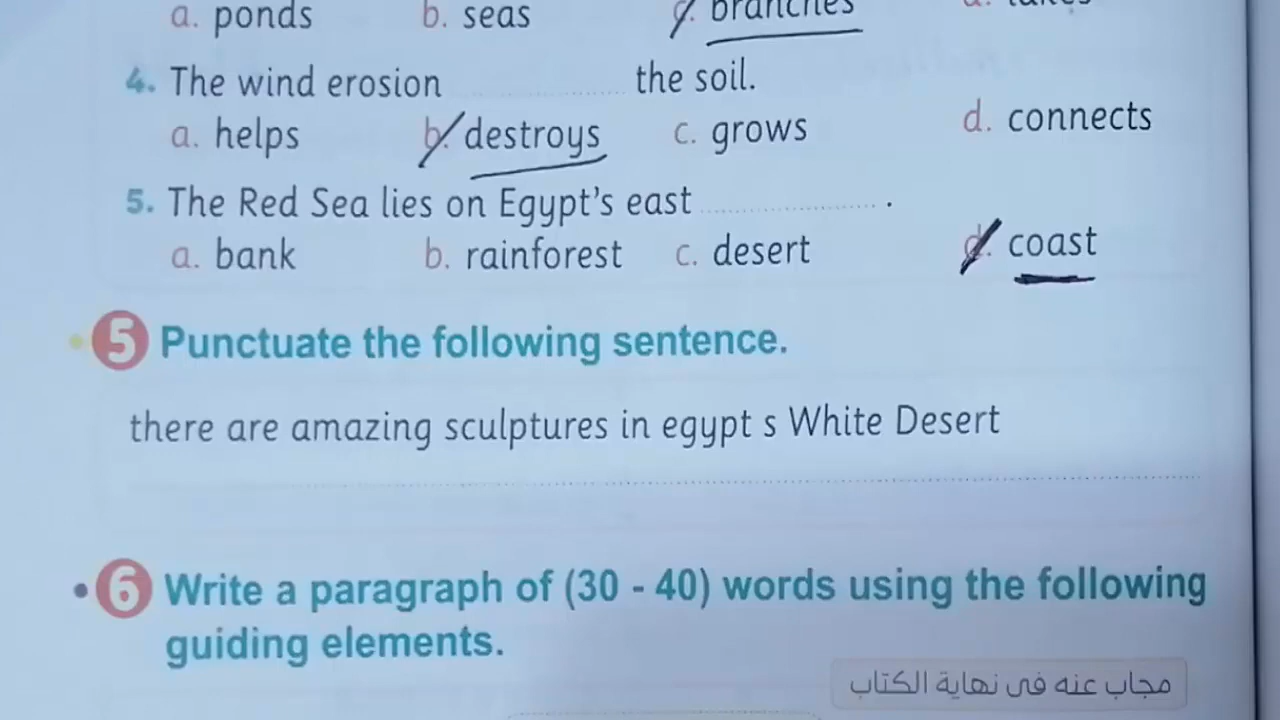 a. ponds b. seas c. branches d. lakes
4. The wind erosion .................... the soil.
a. helps b. destroys c. grows d. connects
5. The Red Sea lies on Egypt's east .................... .
a. bank b. rainforest c. desert d. coast
5 Punctuate the following sentence.
there are amazing sculptures in egypt s White Desert
6 Write a paragraph of (30 - 40) words using the following
guiding elements.
مجاب عنه فى نهاية الكتاب